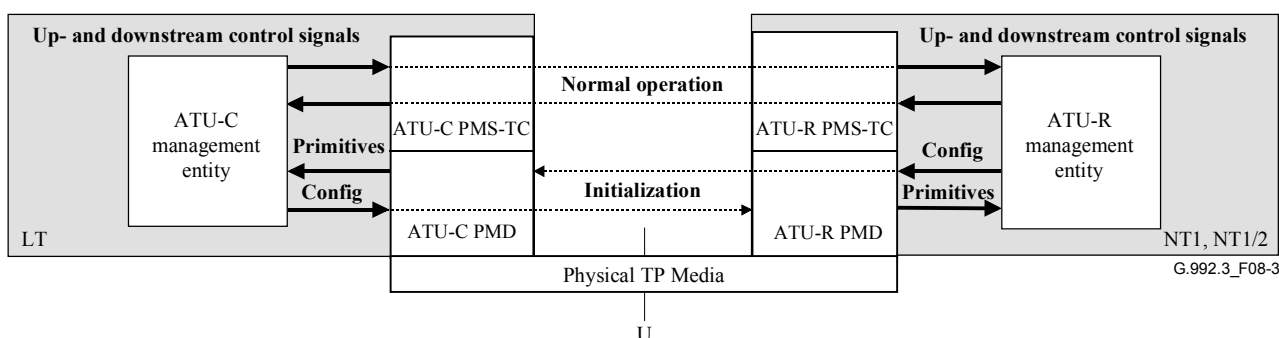 Up- and downstream control signals
Up- and downstream control signals
Normal operation
ATU-C
management
entity
ATU-C PMS-TC
ATU-R PMS-TC
ATU-R
management
entity
Primitives
Config
Config
Initialization
Primitives
LT
ATU-C PMD
ATU-R PMD
NT1, NT1/2
Physical TP Media
G.992.3_F08-3
U